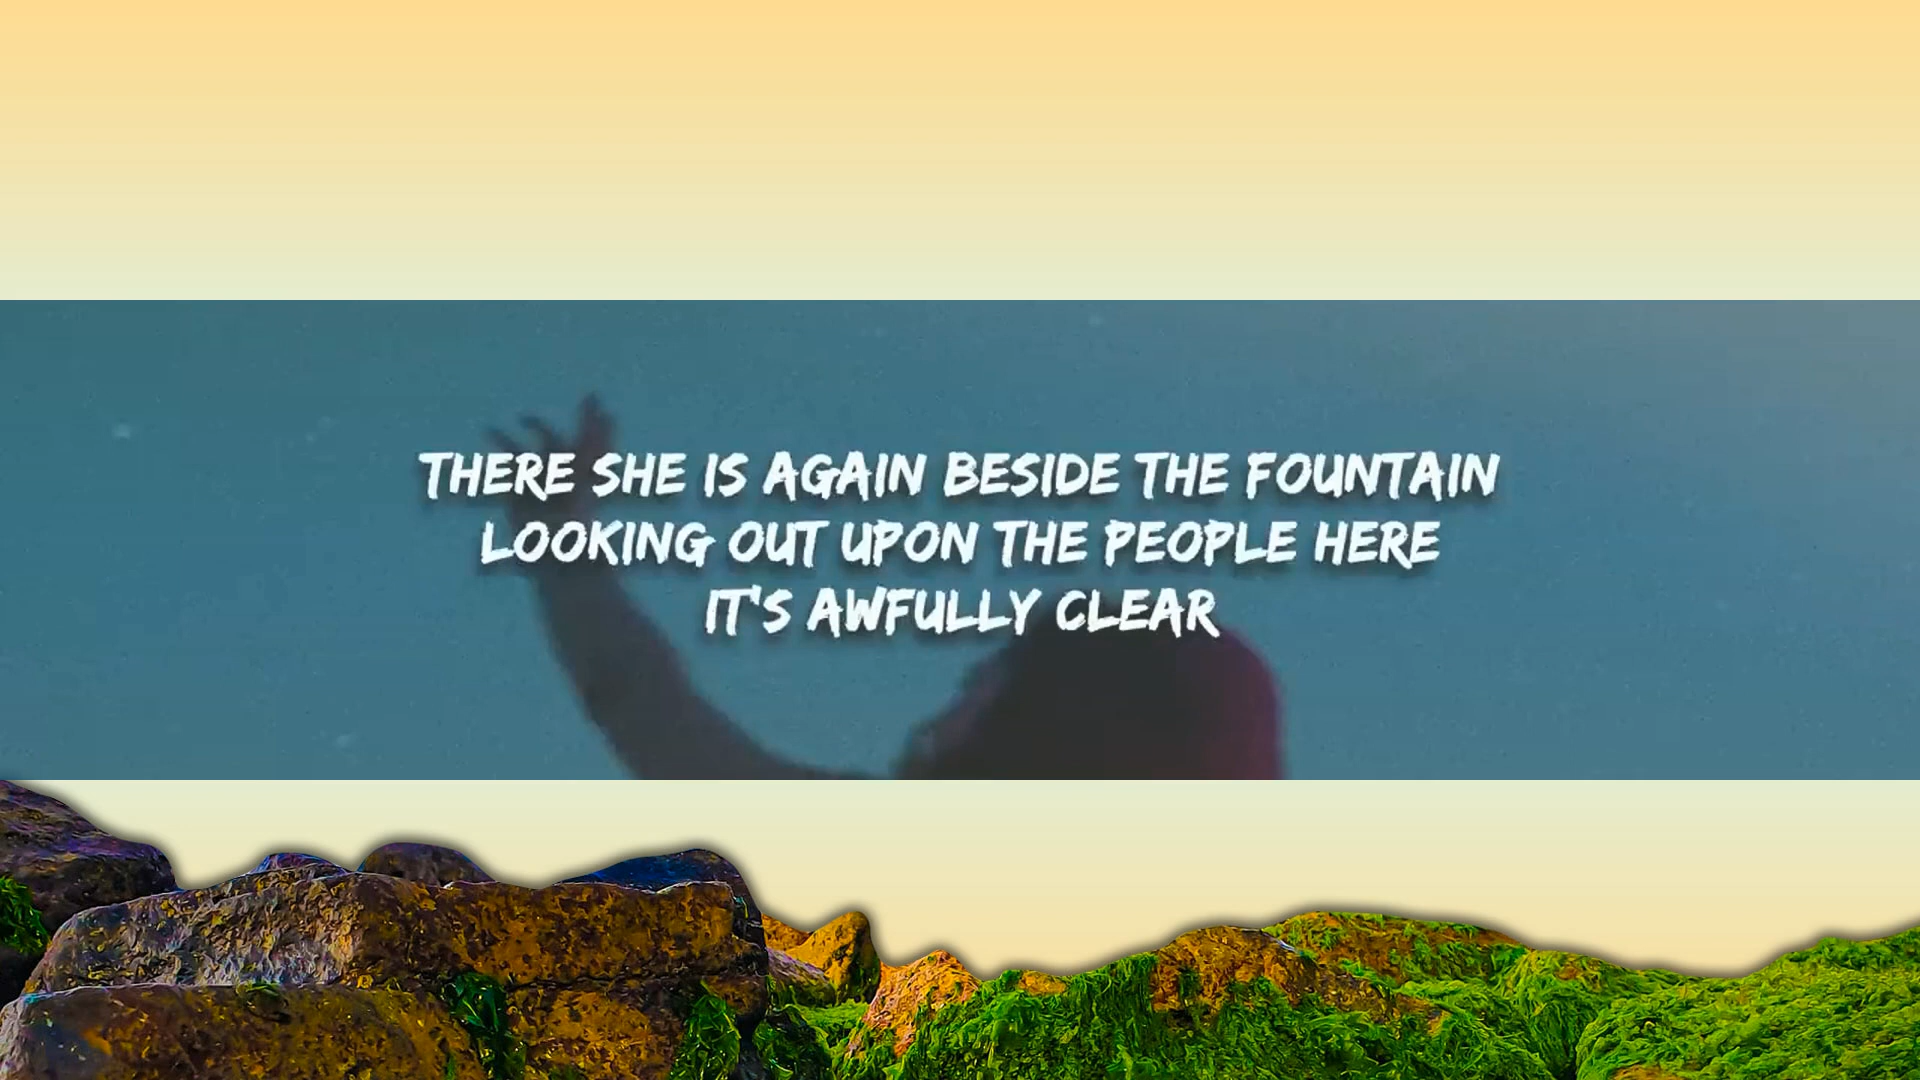 THERE SHE IS AGAIN BESIDE THE FOUNTAIN
LOOKING OUT UPON THE PEOPLE HERE
IT'S AWFULLY CLEAR